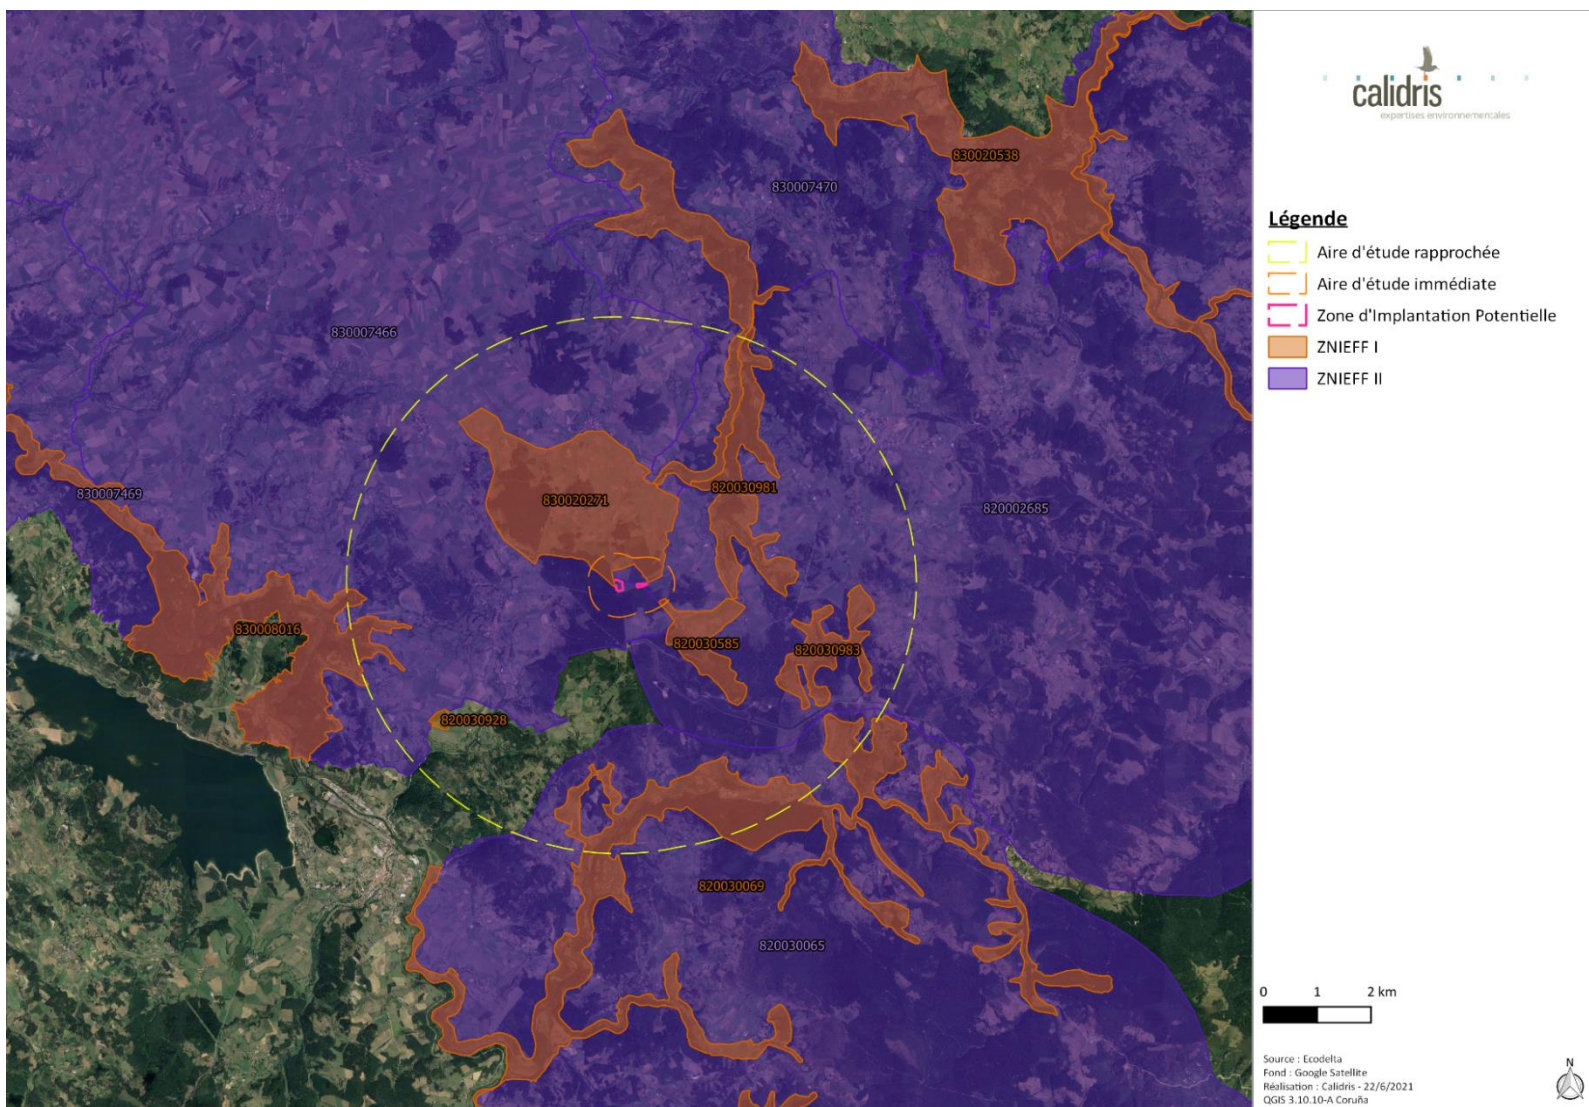 calidris
expertises environnementales
Légende
Aire d'étude rapprochée
Aire d'étude immédiate
Zone d'Implantation Potentielle
ZNIEFF I
ZNIEFF II
830020538
830007470
830007466
830007469
830020271
820030981
820002685
830008016
820030585
820030983
820030928
820030069
820030065
0 1 2 km
Source : Ecodelta
Fond : Google Satellite
Réalisation : Calidris - 22/6/2021
QGIS 3.10.10-A Coruña
N